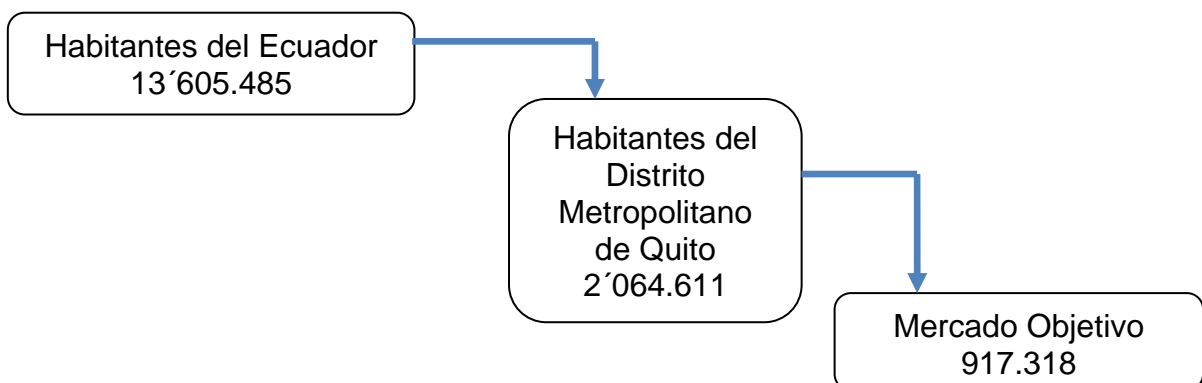 Habitantes del Ecuador
13´605.485
Habitantes del
Distrito
Metropolitano
de Quito
2´064.611
Mercado Objetivo
917.318